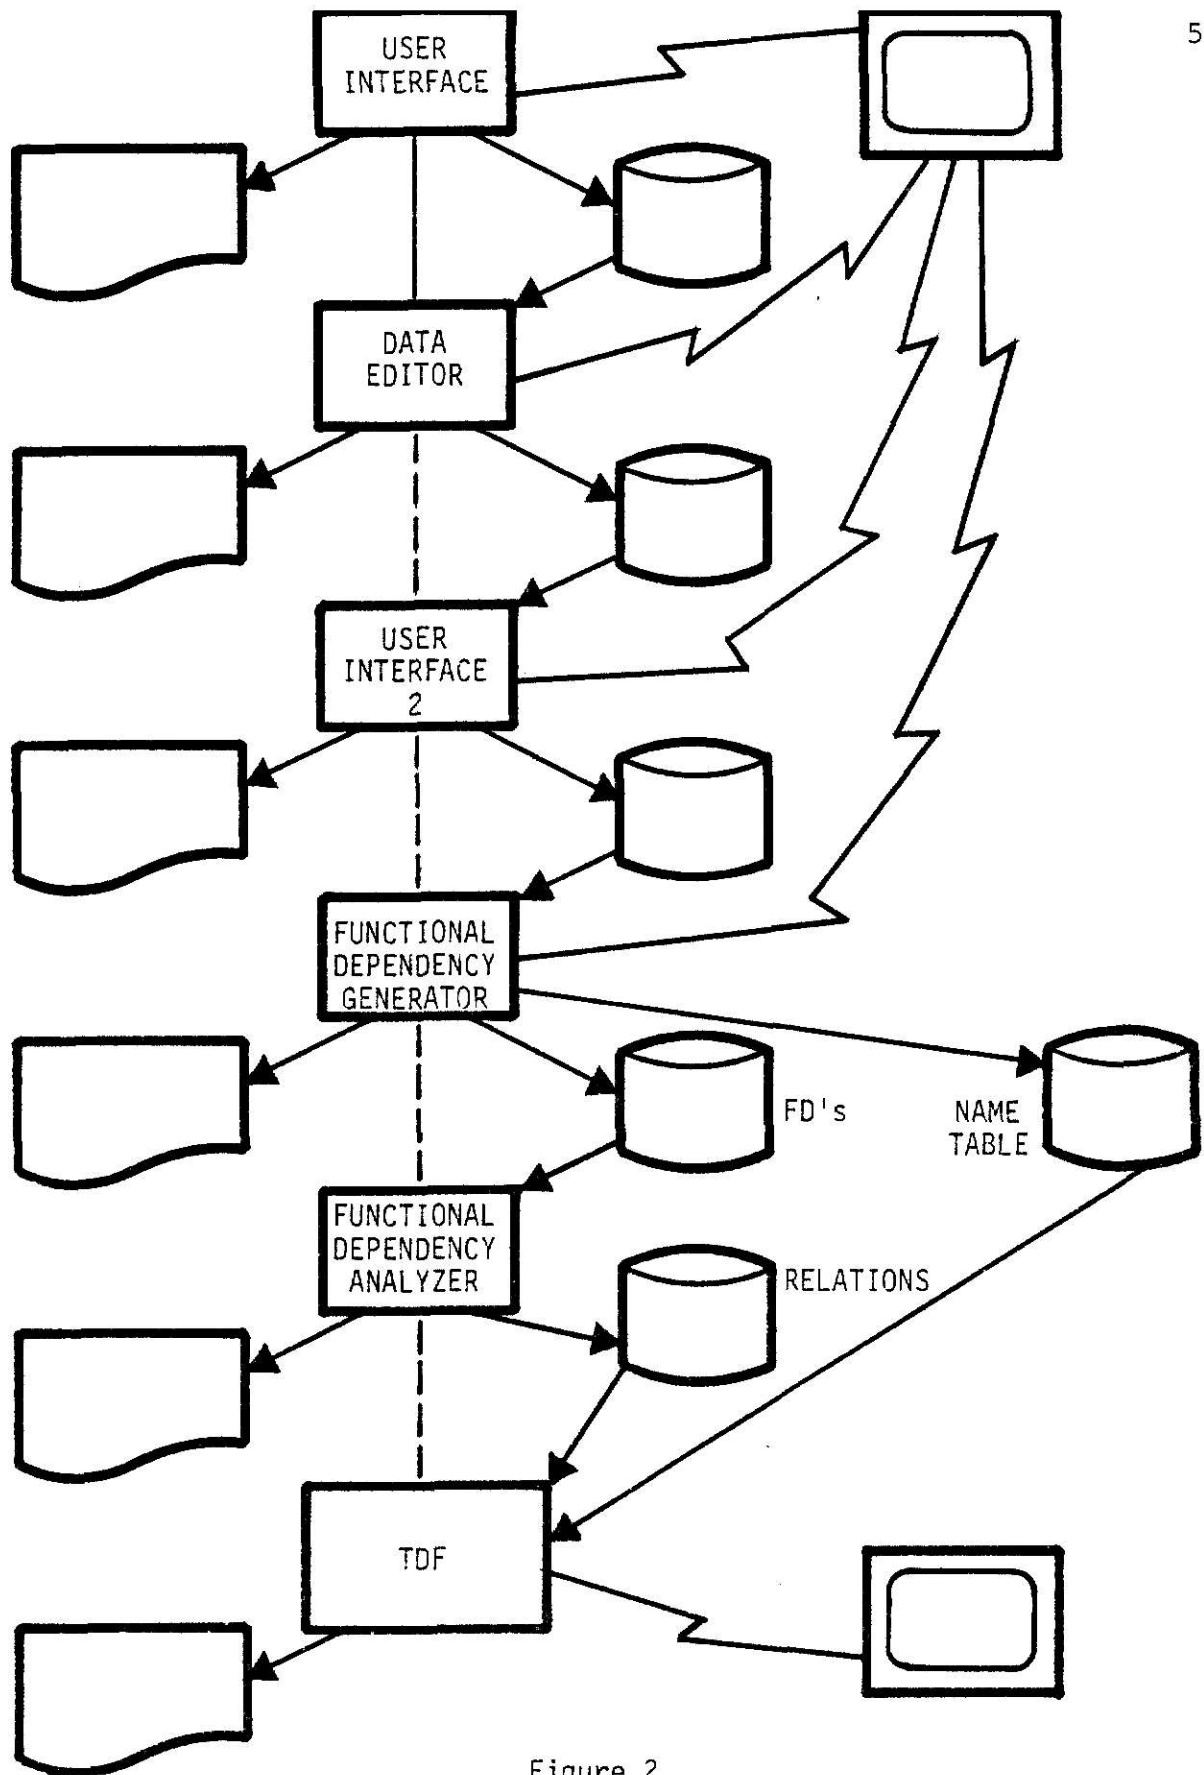 5
USER
INTERFACE
DATA
EDITOR
USER
INTERFACE
2
FUNCTIONAL
DEPENDENCY
GENERATOR
FD's
NAME
TABLE
FUNCTIONAL
DEPENDENCY
ANALYZER
RELATIONS
TDF
Figure 2